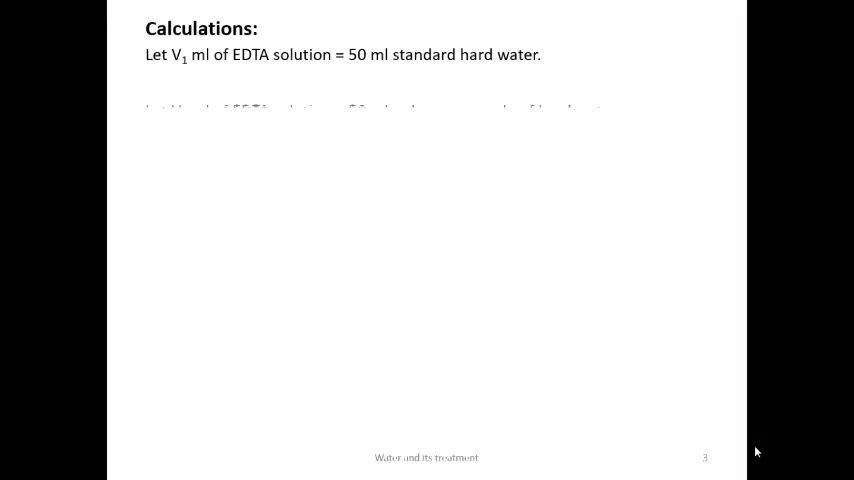 Calculations:
Let V₁ ml of EDTA solution = 50 ml standard hard water.
Water and its treatment
3